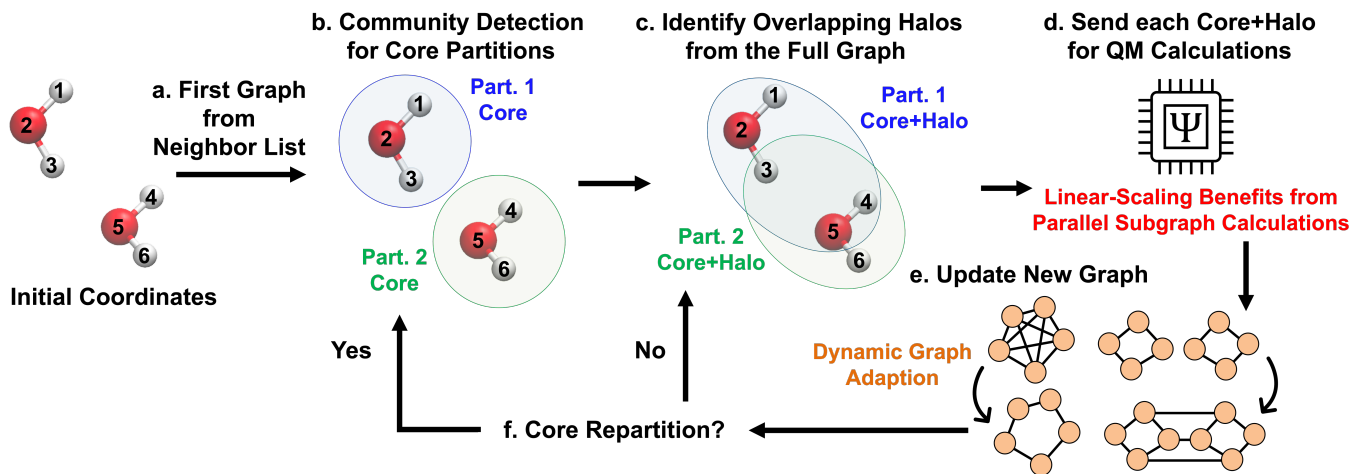 b. Community Detection
for Core Partitions
c. Identify Overlapping Halos
from the Full Graph
d. Send each Core+Halo
for QM Calculations
a. First Graph
from
Neighbor List
1
2
3
4
5
6
Initial Coordinates
Part. 1
Core
1
2
3
4
5
6
Part. 2
Core
Part. 1
Core+Halo
1
2
3
4
5
6
Part. 2
Core+Halo
Ψ
Linear-Scaling Benefits from
Parallel Subgraph Calculations
e. Update New Graph
Dynamic Graph
Adaption
Yes
No
f. Core Repartition?